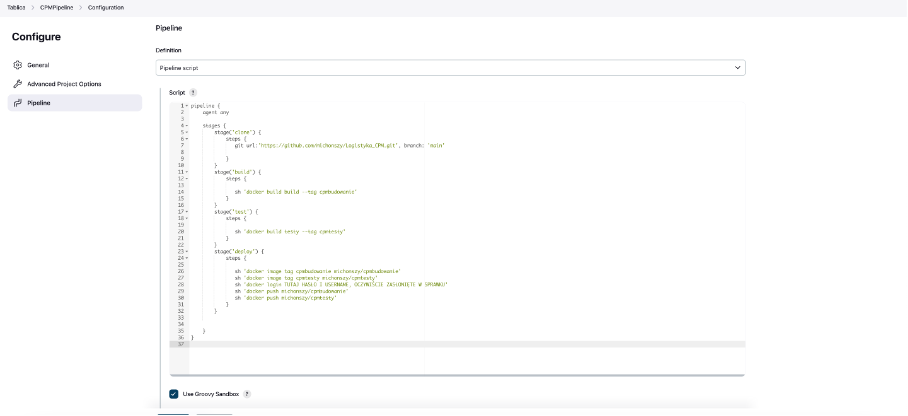 Tablica > CPMPipeline > Configuration
Configure
General
Advanced Project Options
Pipeline
Pipeline
Definition
Pipeline script
Script ?
1 pipeline {
2 agent any
3
4 stages {
5 stage('clone') {
6 steps {
7 git url:'https://github.com/michonszy/Logistyka_CPM.git', branch: 'main'
8
9 }
10 }
11 stage('build') {
12 steps {
13
14 sh 'docker build build --tag cpmbudowanie'
15 }
16 }
17 stage('test') {
18 steps {
19
20 sh 'docker build --tag cpmtesty'
21 }
22 }
23 stage('deploy') {
24 steps {
25
26 sh 'docker image tag cpmbudowanie michonszy/cpmbudowanie'
27 sh 'docker image tag cpmtesty michonszy/cpmtesty'
28 sh 'docker login TUTAJ HASLO I USERNAME, OCZYWIŚCIE ZASŁONIĘTE W'
29 sh 'docker push michonszy/cpmbudowanie'
30 sh 'docker push michonszy/cpmtesty'
31 }
32 }
33
34
35 }
36 }
37
Use Groovy Sandbox ?